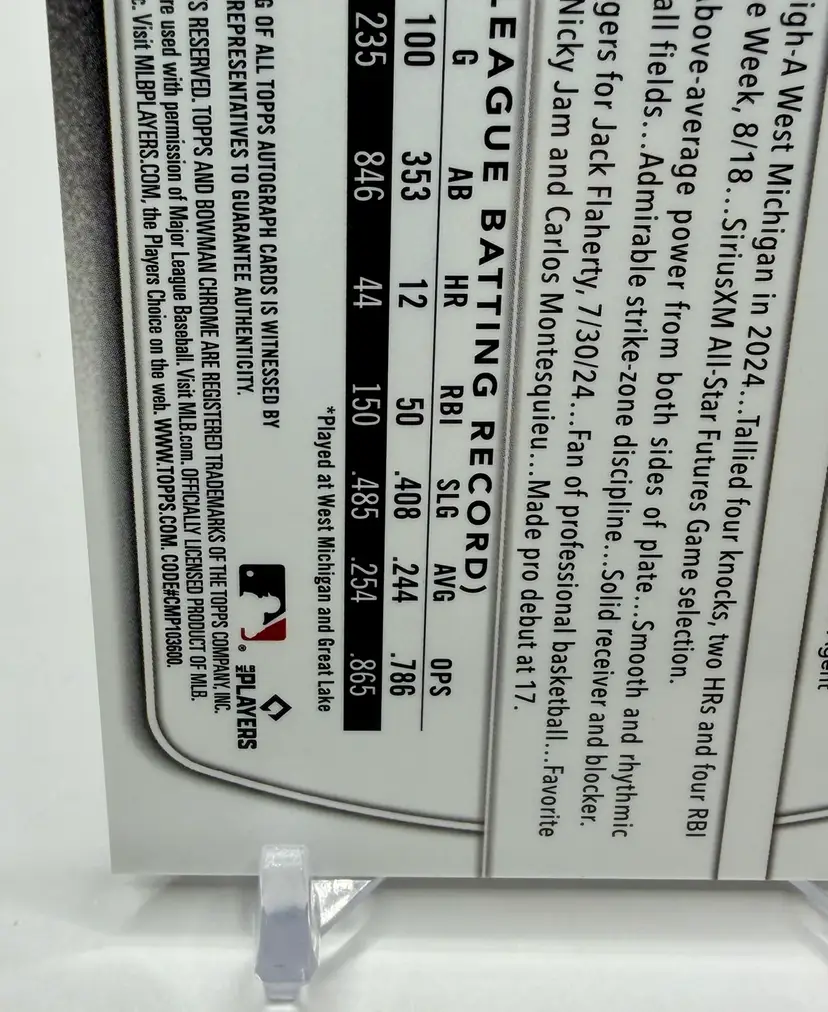 igent
igh-A West Michigan in 2024...Tallied four knocks, two HRs and four RBI
e Week, 8/18....SiriusXM All-Star Futures Game selection.
bove-average power from both sides of plate...Smooth and rhythmic
all fields...Admirable strike-zone discipline...Solid receiver and blocker.
gers for Jack Flaherty, 7/30/24...Fan of professional basketball...Favorite
Nicky Jam and Carlos Montesquieu...Made pro debut at 17.
LEAGUE BATTING RECORD)
G AB HR RBI SLG AVG OPS
100 353 12 50 .408 .244 .786
235 846 44 150 .485 .254 .865
*Played at West Michigan and Great Lake
G OF ALL TOPPS AUTOGRAPH CARDS IS WITNESSED BY
REPRESENTATIVES TO GUARANTEE AUTHENTICITY.
MLB PLAYERS
'S RESERVED. TOPPS AND BOWMAN CHROME ARE REGISTERED TRADEMARKS OF THE TOPPS COMPANY, INC.
re used with permission of Major League Baseball. Visit MLB.com. OFFICIALLY LICENSED PRODUCT OF MLB.
c. Visit MLBPLAYERS.COM, the Players Choice on the web. WWW.TOPPS.COM. CODE#CMP103600.